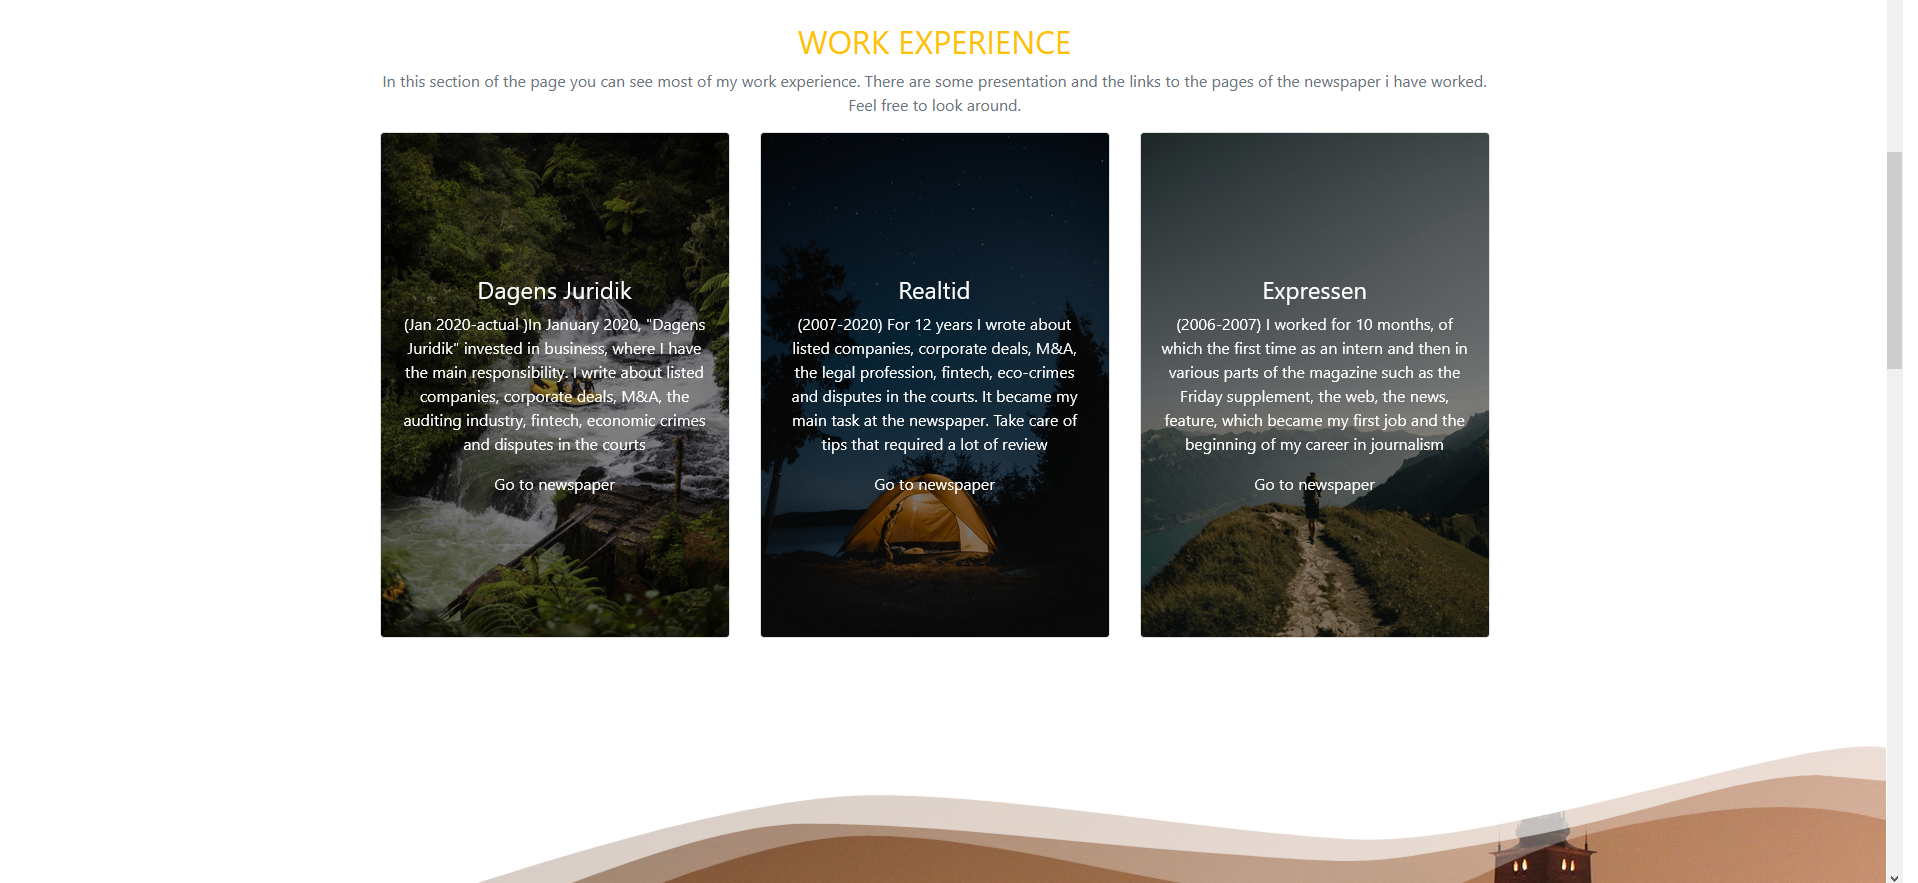 WORK EXPERIENCE
In this section of the page you can see most of my work experience. There are some presentation and the links to the pages of the newspaper i have worked.
Feel free to look around.
Dagens Juridik
(Jan 2020-actual )In January 2020, "Dagens
Juridik" invested in business, where I have
the main responsibility. I write about listed
companies, corporate deals, M&A, the
auditing industry, fintech, economic crimes
and disputes in the courts
Go to newspaper
Realtid
(2007-2020) For 12 years I wrote about
listed companies, corporate deals, M&A,
the legal profession, fintech, eco-crimes
and disputes in the courts. It became my
main task at the newspaper. Take care of
tips that required a lot of review
Go to newspaper
Expressen
(2006-2007) I worked for 10 months, of
which the first time as an intern and then in
various parts of the magazine such as the
Friday supplement, the web, the news,
feature, which became my first job and the
beginning of my career in journalism
Go to newspaper